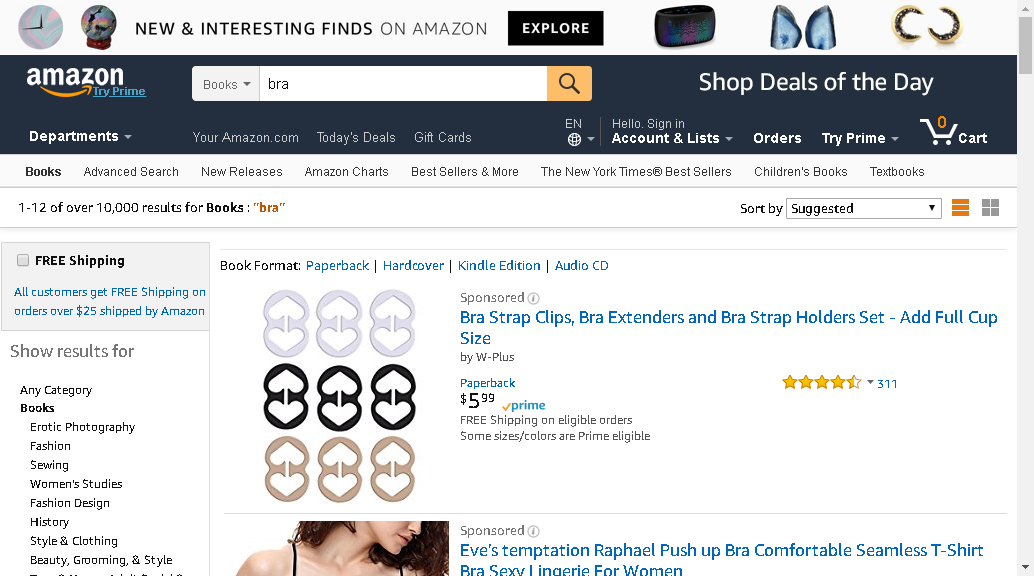 NEW & INTERESTING FINDS ON AMAZON EXPLORE
amazon
Try Prime
Books bra
Shop Deals of the Day
Departments
Your Amazon.com Today's Deals Gift Cards
EN
Hello. Sign in
Account & Lists
Orders
Try Prime
0
Cart
Books Advanced Search New Releases Amazon Charts Best Sellers & More The New York Times® Best Sellers Children's Books Textbooks
1-12 of over 10,000 results for Books : "bra"
Sort by Suggested
FREE Shipping
All customers get FREE Shipping on
orders over $25 shipped by Amazon
Show results for
Any Category
Books
Erotic Photography
Fashion
Sewing
Women's Studies
Fashion Design
History
Style & Clothing
Beauty, Grooming, & Style
Book Format: Paperback | Hardcover | Kindle Edition | Audio CD
Sponsored
Bra Strap Clips, Bra Extenders and Bra Strap Holders Set - Add Full Cup
Size
by W-Plus
Paperback
$5 99 prime
FREE Shipping on eligible orders
Some sizes/colors are Prime eligible
311
Sponsored
Eve's temptation Raphael Push up Bra Comfortable Seamless T-Shirt
Bra Sexy Lingerie For Women